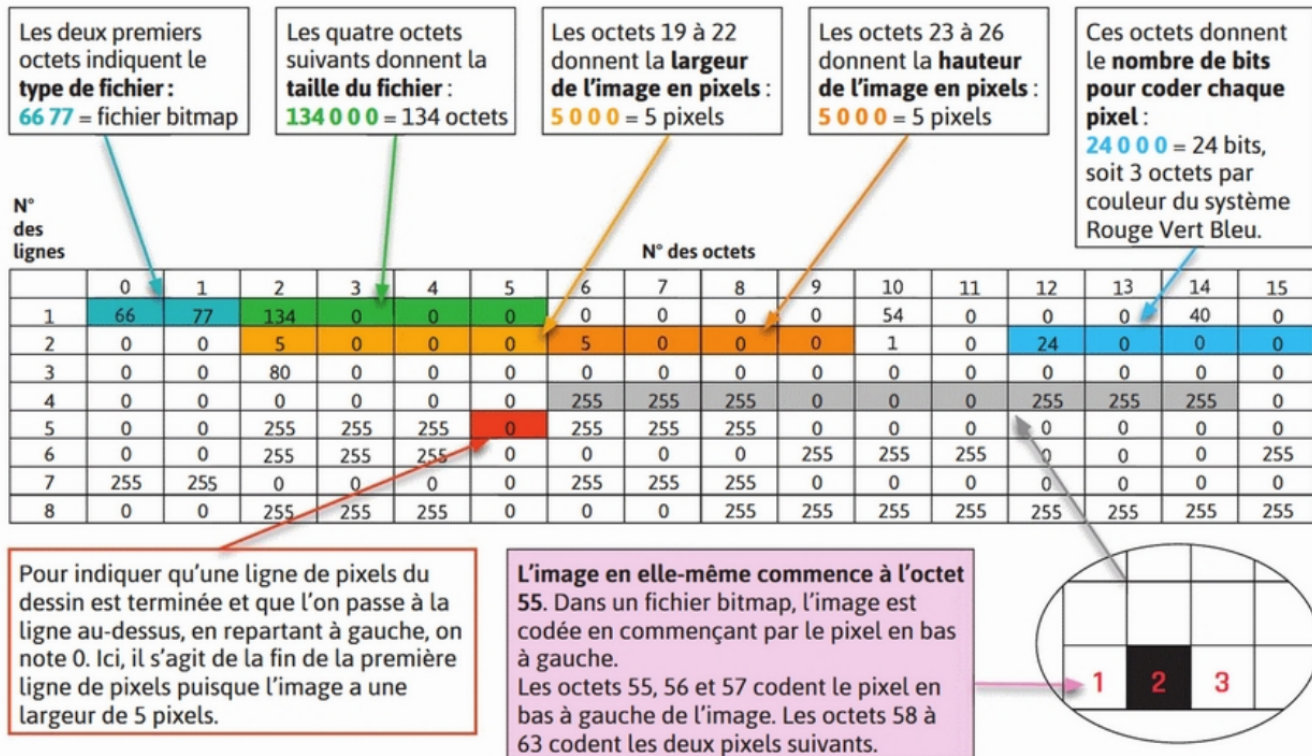 Les deux premiers
octets indiquent le
type de fichier :
66 77 = fichier bitmap
Les quatre octets
suivants donnent la
taille du fichier :
134 0 0 0 = 134 octets
Les octets 19 à 22
donnent la largeur
de l'image en pixels :
5 0 0 0 = 5 pixels
Les octets 23 à 26
donnent la hauteur
de l'image en pixels :
5 0 0 0 = 5 pixels
Ces octets donnent
le nombre de bits
pour coder chaque
pixel :
24 0 0 0 = 24 bits,
soit 3 octets par
couleur du système
Rouge Vert Bleu.
N°
des
lignes
N° des octets
0 1 2 3 4 5 6 7 8 9 10 11 12 13 14 15
1 66 77 134 0 0 0 0 0 0 0 54 0 0 0 40 0
2 0 0 5 0 0 0 5 0 0 0 1 0 24 0 0 0
3 0 0 80 0 0 0 0 0 0 0 0 0 0 0 0 0
4 0 0 0 0 0 0 255 255 255 0 0 0 255 255 255 0
5 0 0 255 255 255 0 255 255 255 0 0 0 0 0 0 0
6 0 0 255 255 255 0 0 0 0 255 255 255 0 0 0 255
7 255 255 0 0 0 0 255 255 255 0 0 0 0 0 0 0
8 0 0 255 255 255 0 0 0 255 255 255 255 255 255 255 255
Pour indiquer qu'une ligne de pixels du
dessin est terminée et que l'on passe à la
ligne au-dessus, en repartant à gauche, on
note 0. Ici, il s'agit de la fin de la première
ligne de pixels puisque l'image a une
largeur de 5 pixels.
L'image en elle-même commence à l'octet
55. Dans un fichier bitmap, l'image est
codée en commençant par le pixel en bas
à gauche.
Les octets 55, 56 et 57 codent le pixel en
bas à gauche de l'image. Les octets 58 à
63 codent les deux pixels suivants.
1 2 3